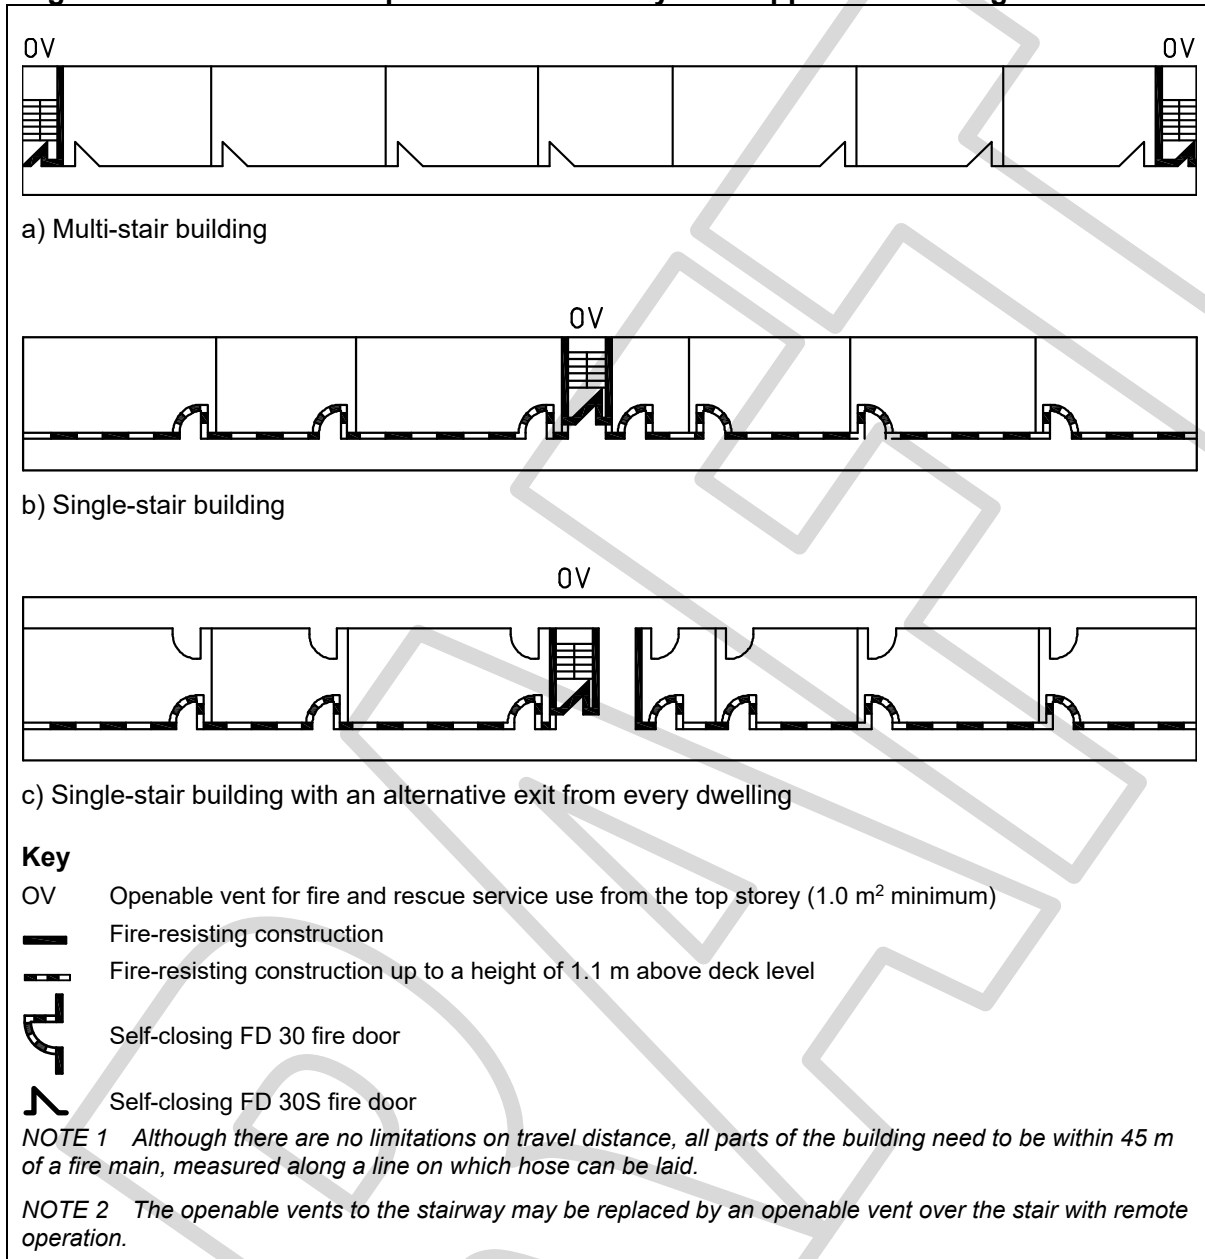 OV OV
a) Multi-stair building
OV
b) Single-stair building
OV
c) Single-stair building with an alternative exit from every dwelling
Key
OV Openable vent for fire and rescue service use from the top storey (1.0 m² minimum)
Fire-resisting construction
Fire-resisting construction up to a height of 1.1 m above deck level
Self-closing FD 30 fire door
Self-closing FD 30S fire door
NOTE 1 Although there are no limitations on travel distance, all parts of the building need to be within 45 m
of a fire main, measured along a line on which hose can be laid.
NOTE 2 The openable vents to the stairway may be replaced by an openable vent over the stair with remote
operation.